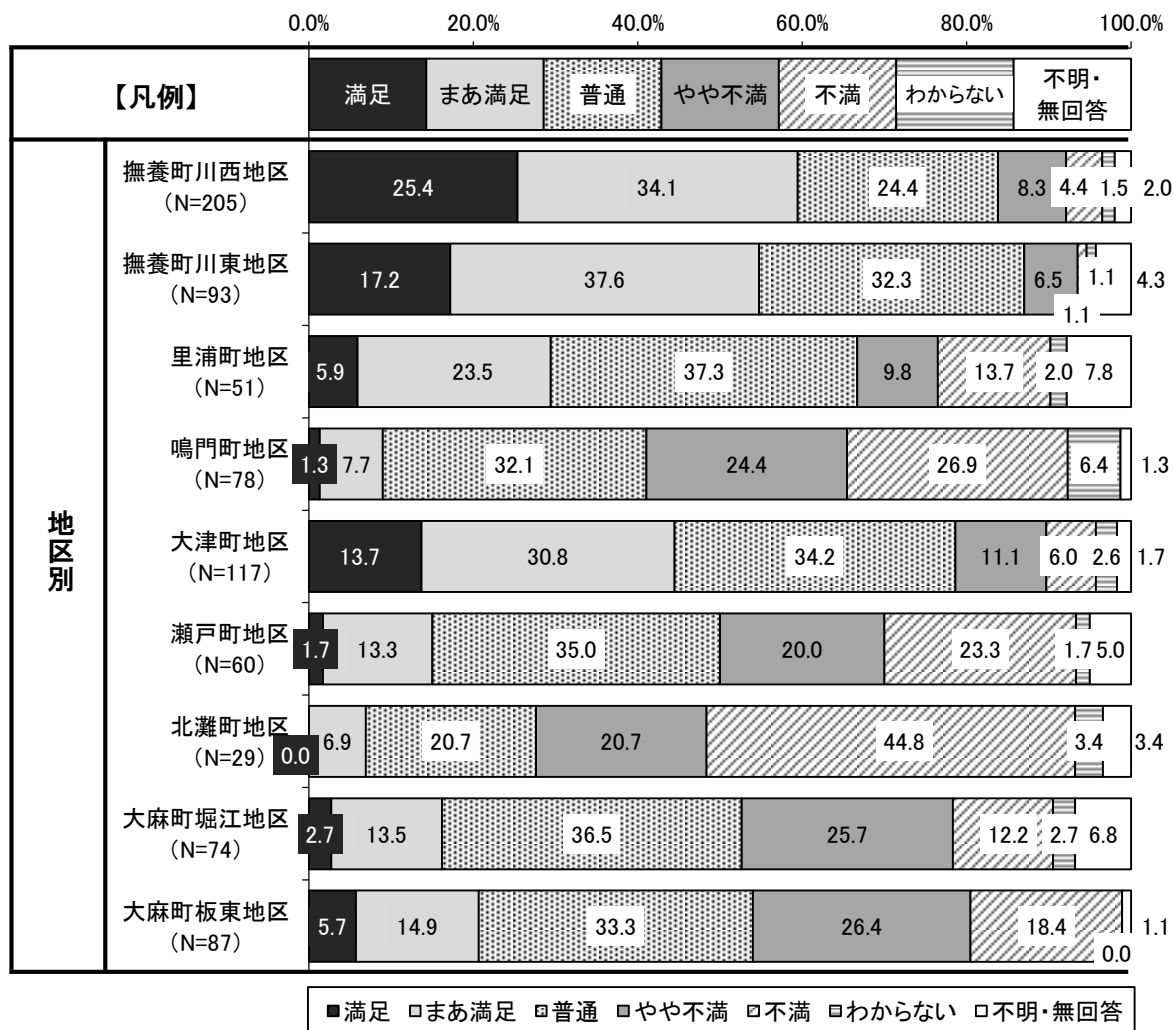 0.0% 20.0% 40.0% 60.0% 80.0% 100.0%
【凡例】 満足 まあ満足 普通 やや不満 不満 わからない 不明・
無回答
地区別
撫養町川西地区
(N=205)
25.4 34.1 24.4 8.3 4.4 1.5 2.0
撫養町川東地区
(N=93)
17.2 37.6 32.3 6.5 1.1 1.1 4.3
里浦町地区
(N=51)
5.9 23.5 37.3 9.8 13.7 2.0 7.8
鳴門町地区
(N=78)
1.3 7.7 32.1 24.4 26.9 6.4 1.3
大津町地区
(N=117)
13.7 30.8 34.2 11.1 6.0 2.6 1.7
瀬戸町地区
(N=60)
1.7 13.3 35.0 20.0 23.3 1.7 5.0
北灘町地区
(N=29)
0.0 6.9 20.7 20.7 44.8 3.4 3.4
大麻町堀江地区
(N=74)
2.7 13.5 36.5 25.7 12.2 2.7 6.8
大麻町板東地区
(N=87)
5.7 14.9 33.3 26.4 18.4 0.0 1.1
満足 まあ満足 普通 やや不満 不満 わからない 不明・無回答